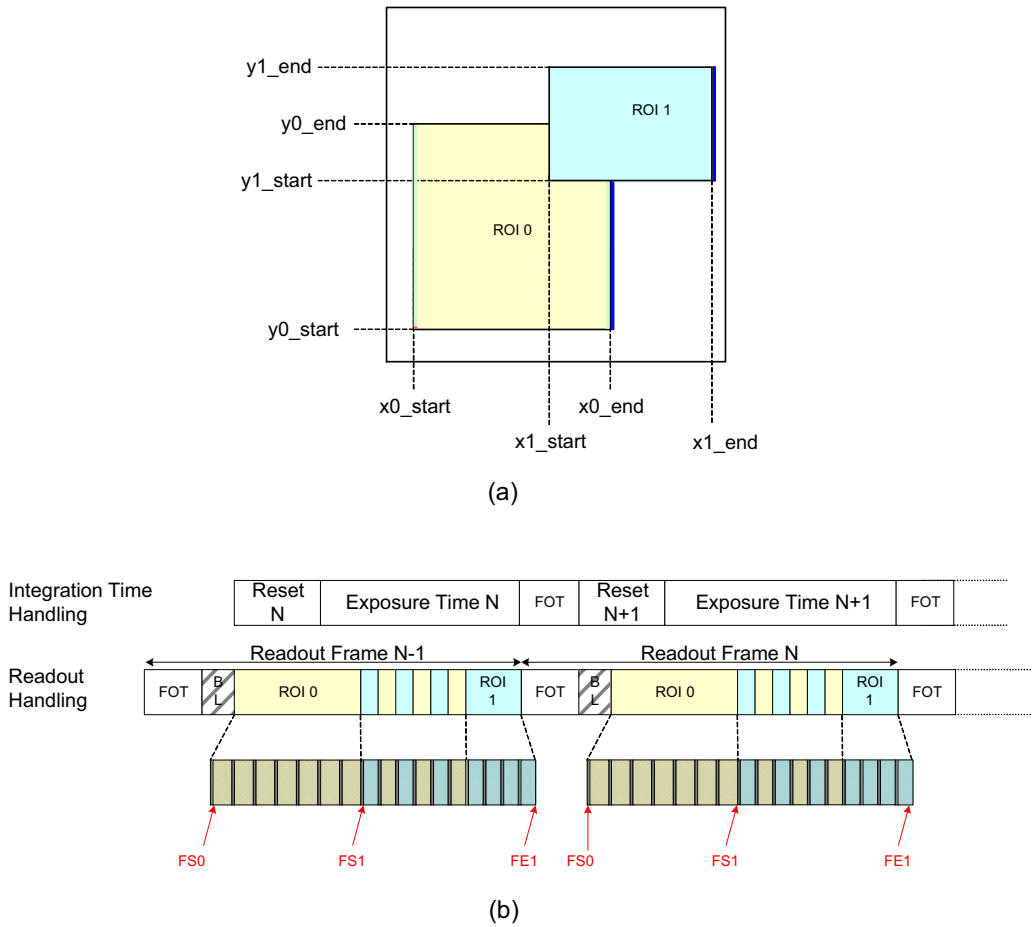 y1_end
ROI 1
y0_end
y1_start
ROI 0
y0_start
x0_start
x0_end
x1_start
x1_end
(a)
Integration Time
Handling
Reset
N
Exposure Time N
FOT
Reset
N+1
Exposure Time N+1
FOT
Readout Frame N-1
Readout Frame N
Readout
Handling
FOT
B
L
ROI 0
ROI
1
FOT
B
L
ROI 0
ROI
1
FOT
FS0
FS1
FE1
FS0
FS1
FE1
(b)